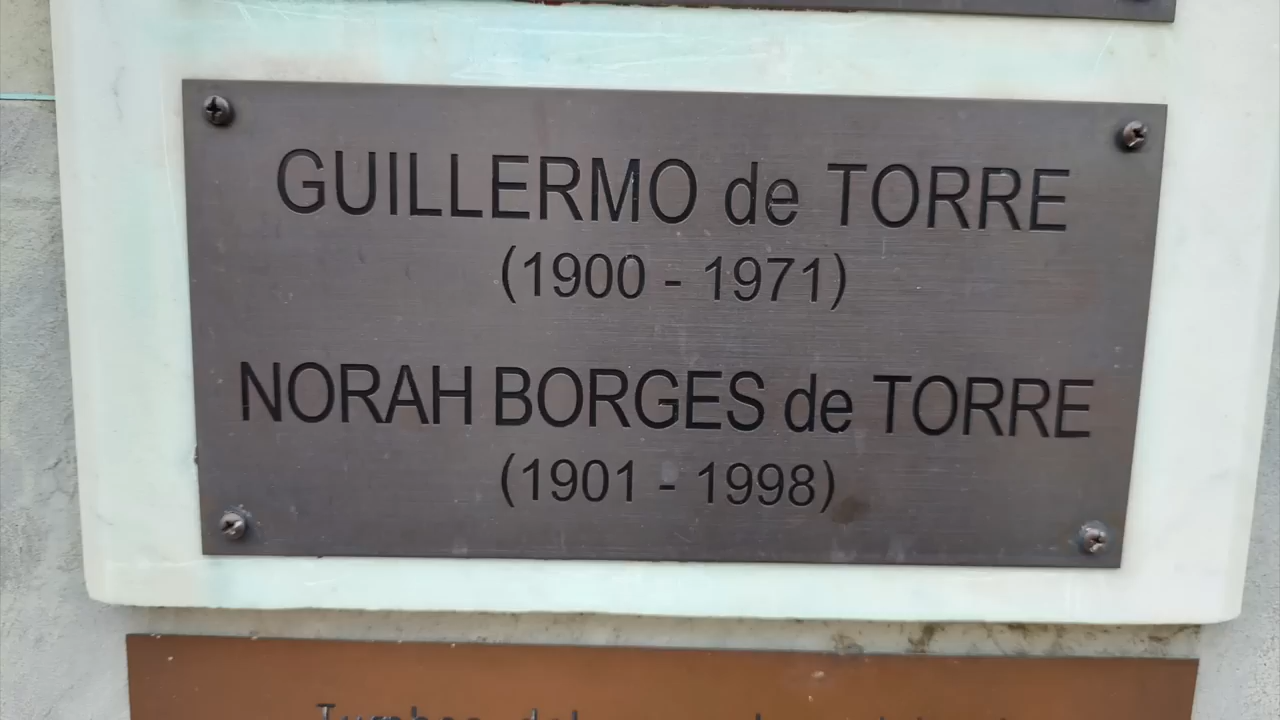 GUILLERMO de TORRE
(1900 - 1971)
NORAH BORGES de TORRE
(1901 - 1998)